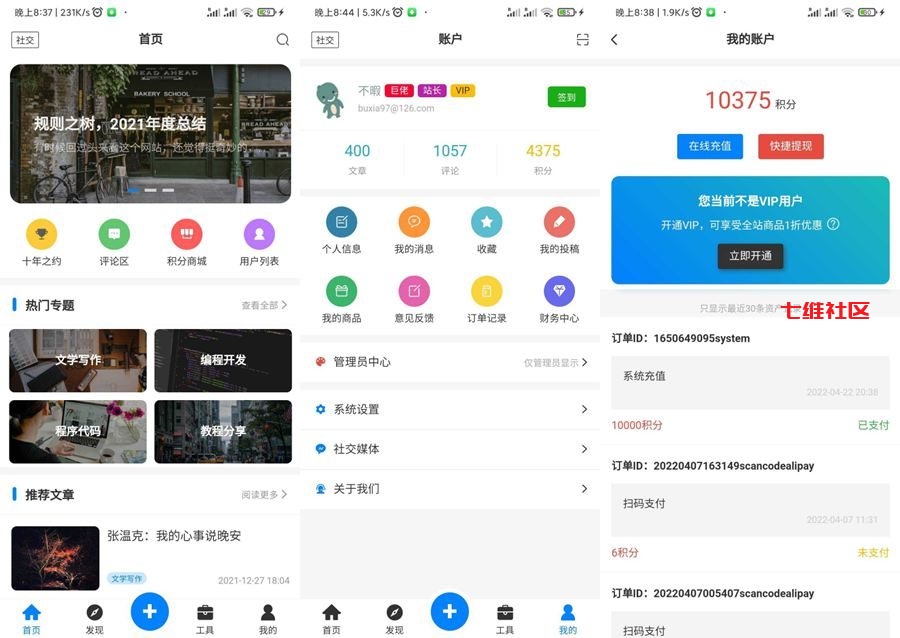 晚上8:37 | 231K/s
社交
首页
BREAD AHEAD
BAKERY SCHOOL
BREAD AHEAD
规则之树，2021年度总结
有时候回过头来看这个网站，还觉得挺奇妙的，...
十年之约
评论区
积分商城
用户列表
热门专题
查看全部
文学写作
编程开发
程序代码
教程分享
推荐文章
阅读更多
张温克：我的心事说晚安
文学写作
2021-12-27 18:04
首页
发现
工具
我的
晚上8:44 | 5.3K/s
社交
账户
不暇
巨佬
站长
VIP
buxia97@126.com
签到
400
1057
4375
文章
评论
积分
个人信息
我的消息
收藏
我的投稿
我的商品
意见反馈
订单记录
财务中心
管理员中心
仅管理员显示
系统设置
社交媒体
关于我们
首页
发现
工具
我的
晚上8:38 | 1.9K/s
我的账户
10375 积分
在线充值
快捷提现
您当前不是VIP用户
开通VIP，可享受全站商品1折优惠
立即开通
只显示最近30条资产
七维社区
订单ID：1650649095system
系统充值
2022-04-22 20:38
10000积分
已支付
订单ID：20220407163149scancodealipay
扫码支付
2022-04-07 11:31
6积分
未支付
订单ID：20220407005407scancodealipay
扫码支付